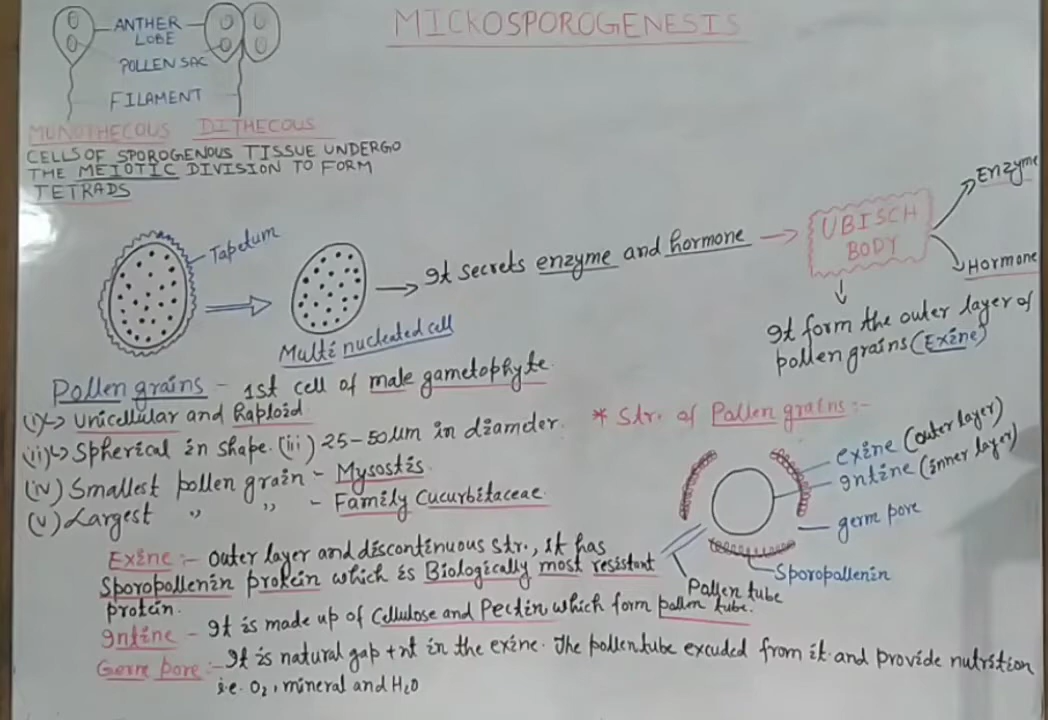 MICKOSPOROGENESIS
ANTHER
LOBE
POLLEN SAC
FILAMENT
MUNOTHECOUS DITHECOUS
CELLS OF SPOROGENOUS TISSUE UNDERGO
THE MEIOTIC DIVISION TO FORM
TETRADS
Tapetum
Multi nucleated cell
It secrets enzyme and hormone
UBISCH
BODY
Enzyme
Hormone
It form the outer layer of
pollen grains (Exine)
Pollen grains - 1st cell of male gametophyte
(i) Unicellular and Haploid
(ii) Spherical in shape. (iii) 25-50 µm in diameter.
(iv) Smallest pollen grain - Mysostis
(v) Largest " " - Family Cucurbitaceae
* Str. of Pollen grains :-
exine (outer layer)
Intine (inner layer)
germ pore
Sporopollenin
Pollen tube
Exine :- Outer layer and discontinuous str., it has
Sporopollenin protein which is Biologically most resistant
protein.
Intine - It is made up of Cellulose and Pectin which form pollen tube.
Germ pore :- It is natural gap +nt in the exine. The pollen tube excuded from it and provide nutrition
i.e. O2, mineral and H2O